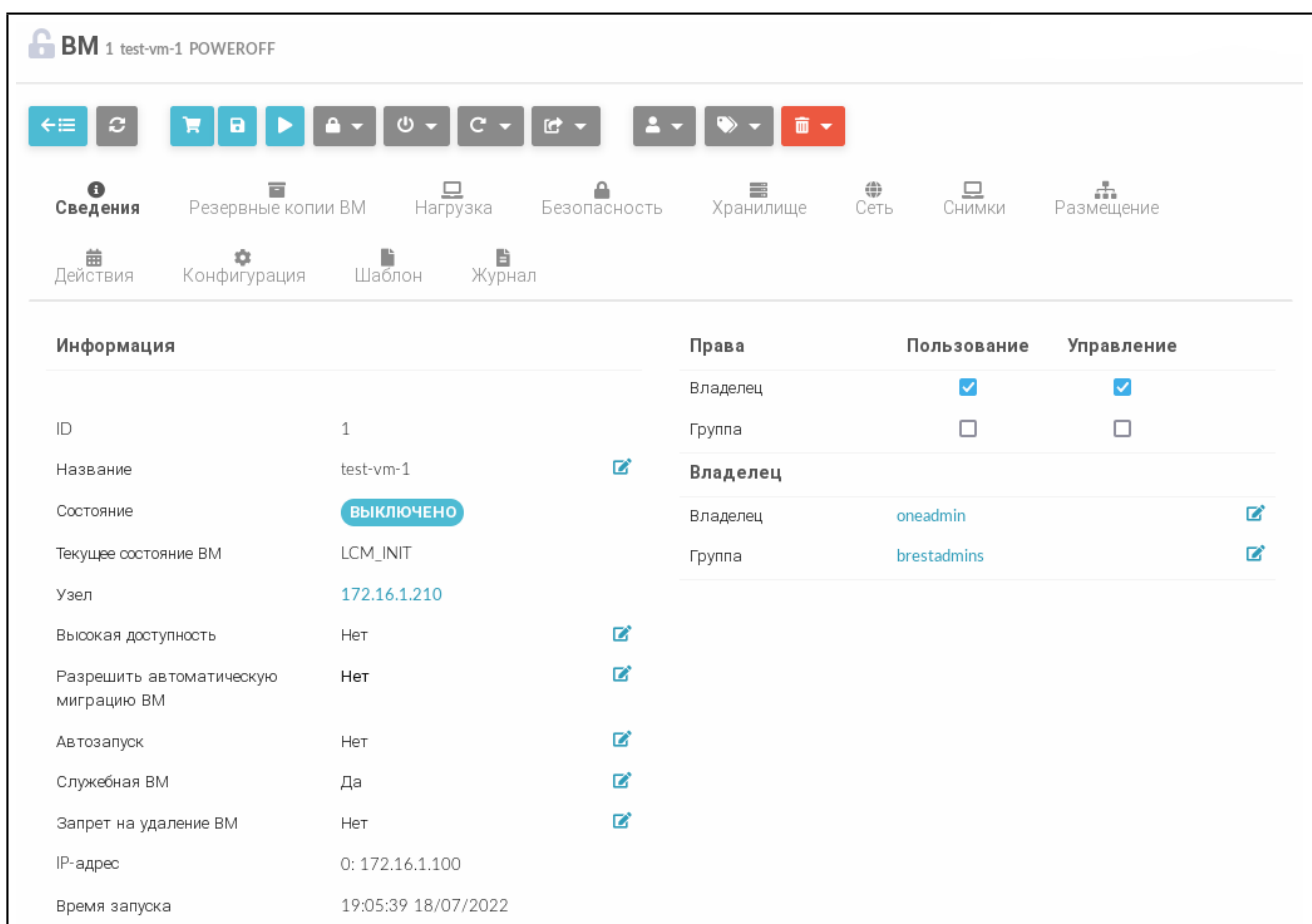 ВМ 1 test-vm-1 POWEROFF
Сведения Резервные копии ВМ Нагрузка Безопасность Хранилище Сеть Снимки Размещение
Действия Конфигурация Шаблон Журнал
Информация
ID 1
Название test-vm-1
Состояние ВЫКЛЮЧЕНО
Текущее состояние ВМ LCM_INIT
Узел 172.16.1.210
Высокая доступность Нет
Разрешить автоматическую Нет
миграцию ВМ
Автозапуск Нет
Служебная ВМ Да
Запрет на удаление ВМ Нет
IP-адрес 0: 172.16.1.100
Время запуска 19:05:39 18/07/2022
Права Пользование Управление
Владелец
Группа
Владелец
Владелец oneadmin
Группа brestadmins